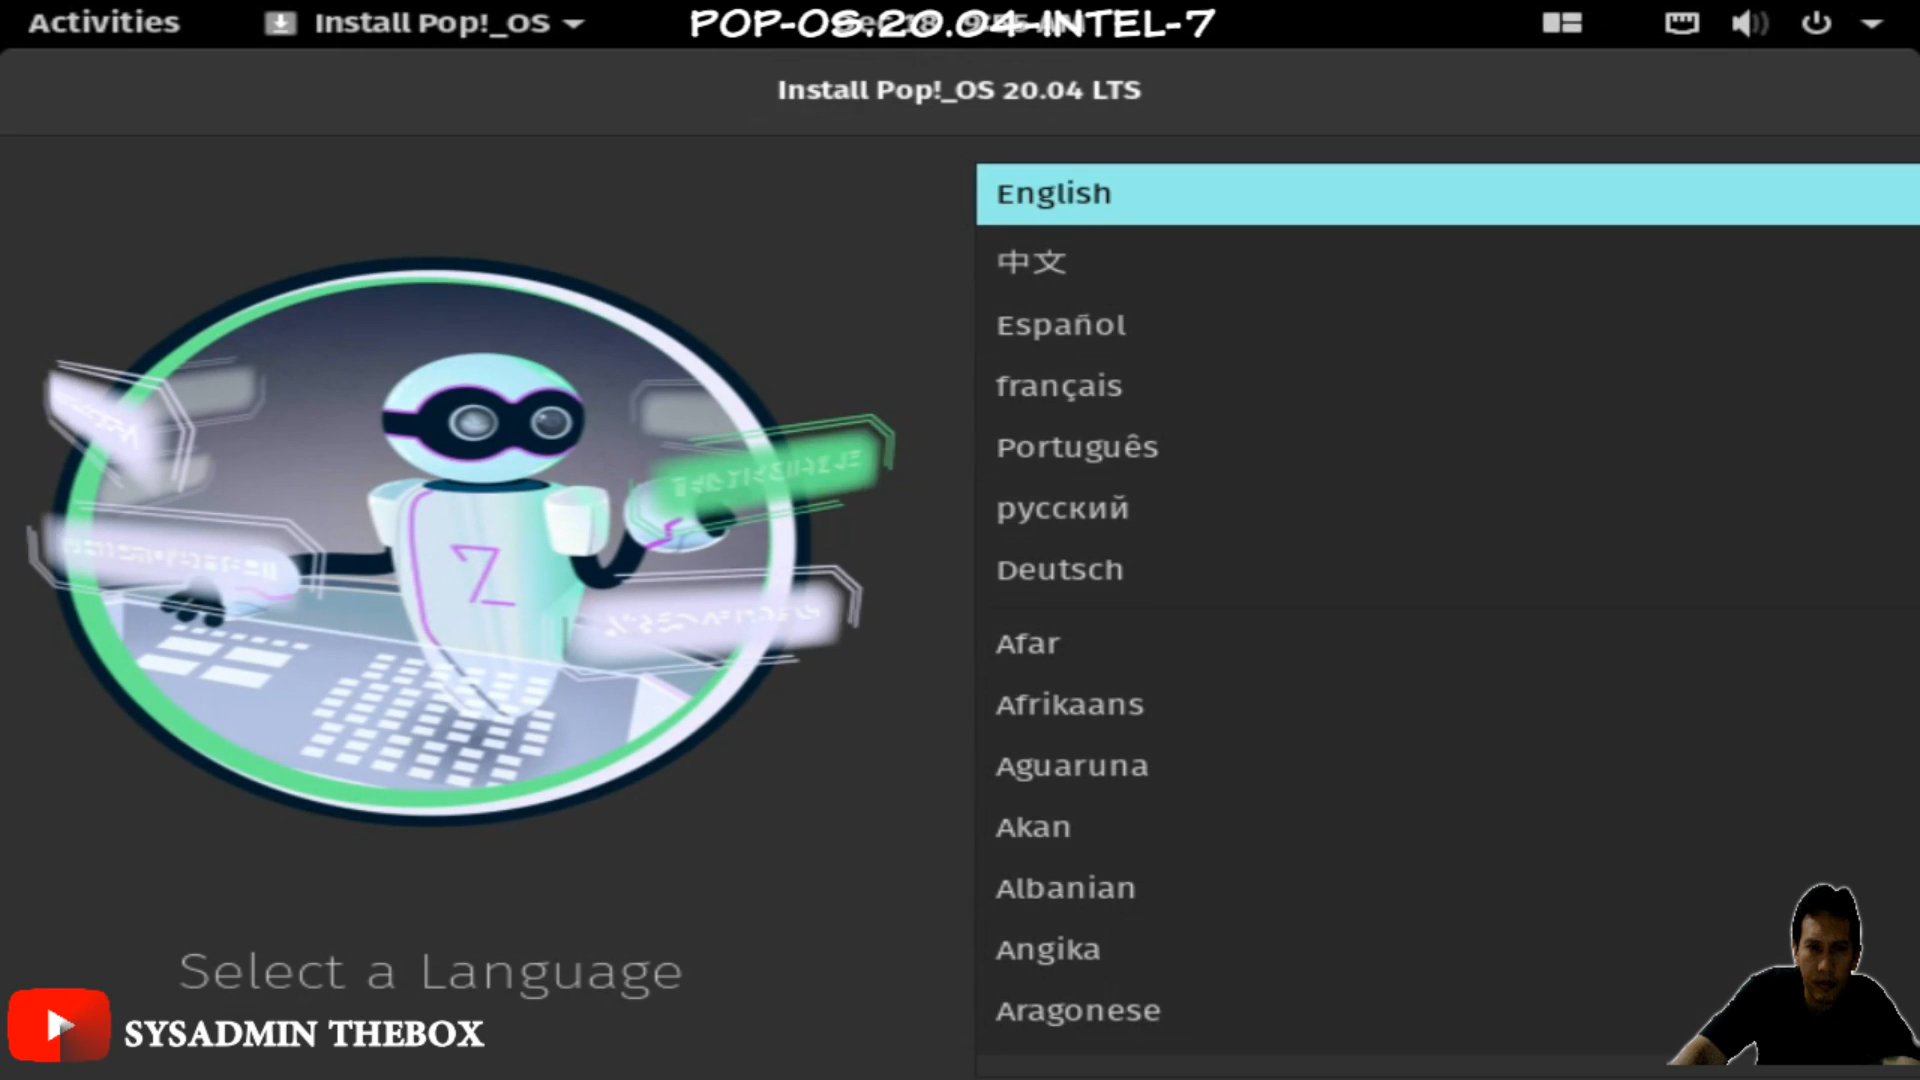 Activities
Install Pop!_OS
POP-OS.20.04-INTEL-7
Install Pop!_OS 20.04 LTS
English
中文
Español
français
Português
русский
Deutsch
Afar
Afrikaans
Aguaruna
Akan
Albanian
Angika
Aragonese
Z
Select a Language
SYSADMIN THEBOX